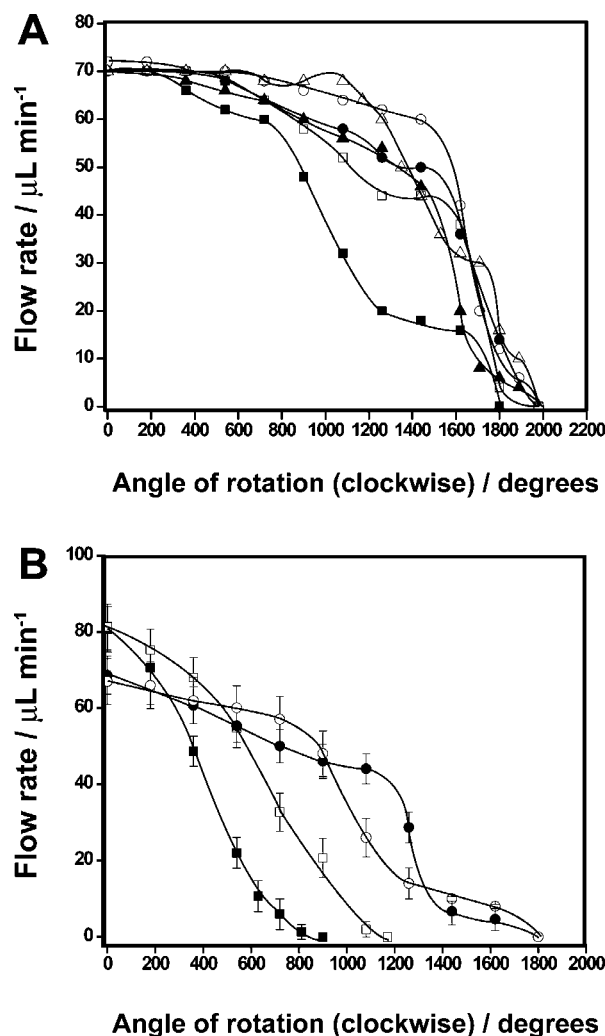 A
80
70
60
50
40
30
20
10
0
Flow rate / μL min⁻¹
0 200 400 600 800 1000 1200 1400 1600 1800 2000 2200
Angle of rotation (clockwise) / degrees
B
100
80
60
40
20
0
Flow rate / μL min⁻¹
0 200 400 600 800 1000 1200 1400 1600 1800 2000
Angle of rotation (clockwise) / degrees